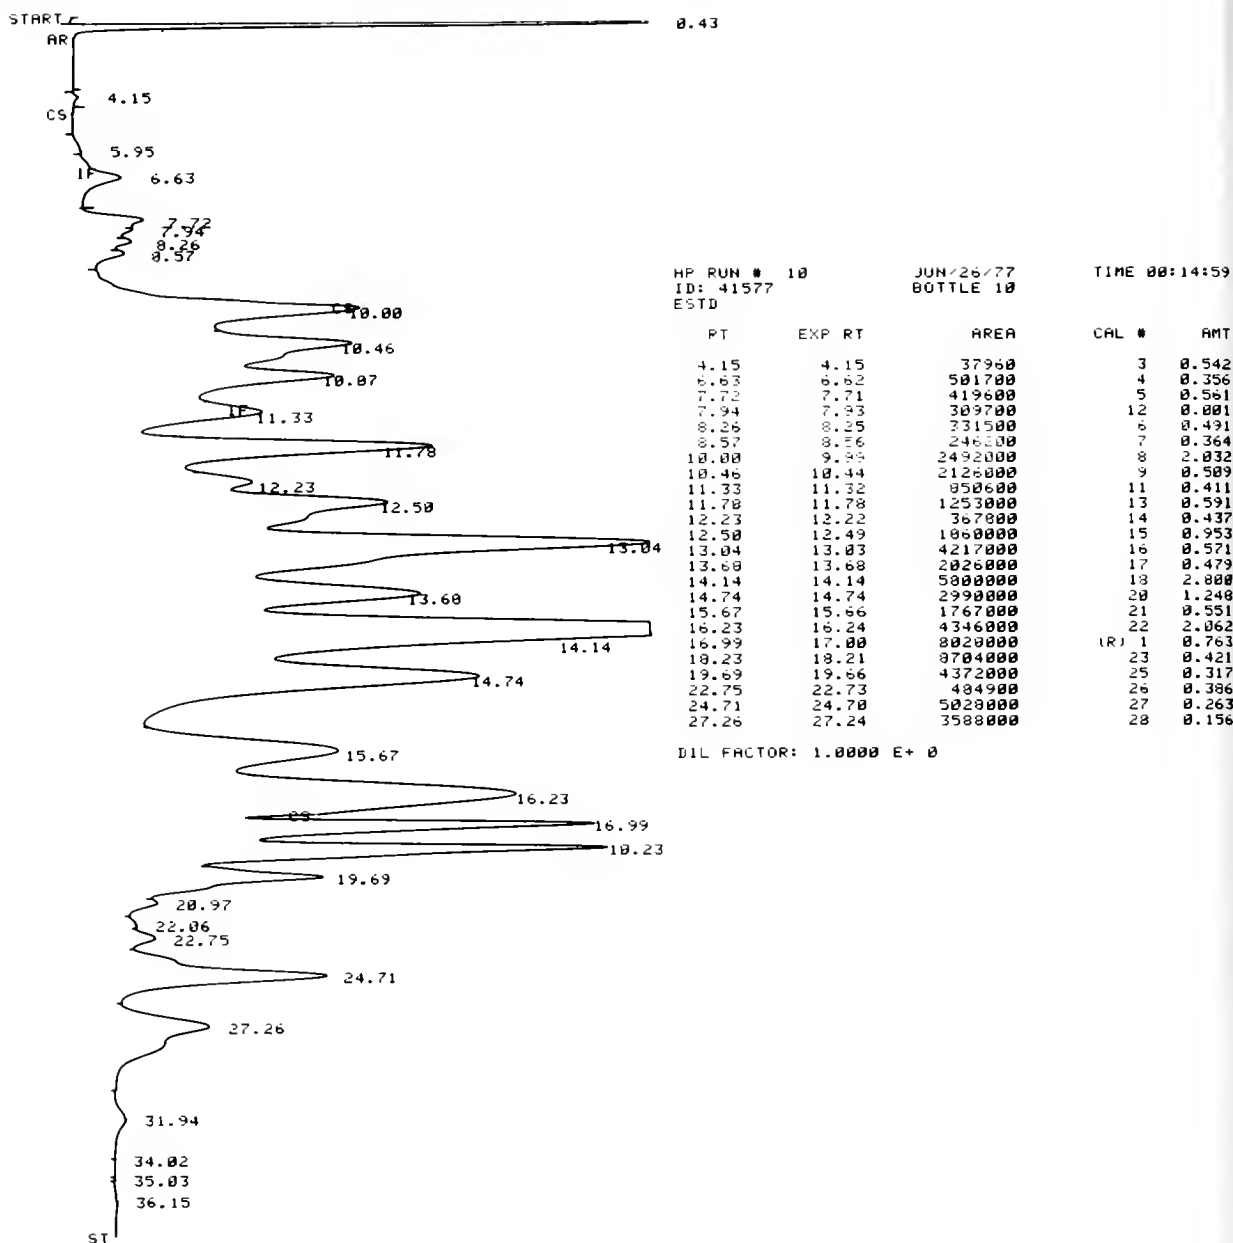 START
0.43
AR
4.15
CS
5.95
IF
6.63
7.72
7.94
8.26
8.57
CS 10.00
10.46
10.87
IF 11.33
11.78
12.23
12.50
13.04
13.60
14.14
14.74
15.67
16.23
CS
16.99
18.23
19.69
20.97
22.06
22.75
24.71
27.26
31.94
34.02
35.03
36.15
ST
HP RUN # 10 JUN/26/77 TIME 00:14:59
ID: 41577 BOTTLE 10
ESTD
RT EXP RT AREA CAL # AMT
4.15 4.15 37960 3 0.542
6.63 6.62 501700 4 0.356
7.72 7.71 419600 5 0.561
7.94 7.93 309700 12 0.001
8.26 8.25 331500 6 0.491
8.57 8.56 7 0.364
10.00 9.99 2492000 8 2.032
10.46 10.44 2126000 9 0.509
11.33 11.32 850600 11 0.411
11.78 11.78 1253000 13 0.591
12.23 12.22 367800 14 0.437
12.50 12.49 1860000 15 0.953
13.04 13.03 4217000 16 0.571
13.68 13.68 2026000 17 0.479
14.14 14.14 5800000 18 2.800
14.74 14.74 2990000 20 1.248
15.67 15.66 1767000 21 0.551
16.23 16.24 4346000 22 2.062
16.99 17.00 8028000 (R) 1 0.763
18.23 18.21 8704000 23 0.421
19.69 19.66 4372000 25 0.317
22.75 22.73 484900 26 0.386
24.71 24.70 5028000 27 0.263
27.26 27.24 3588000 28 0.156
DIL FACTOR: 1.0000 E+ 0